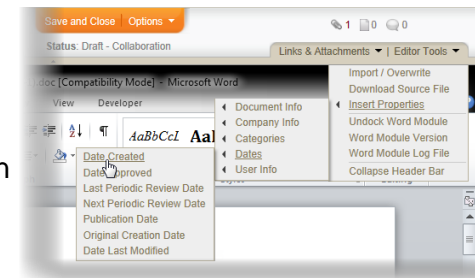 Save and Close Options
1 0 0
Status: Draft - Collaboration
Links & Attachments | Editor Tools
Import / Overwrite
Download Source File
Insert Properties
Undock Word Module
Word Module Version
Word Module Log File
Collapse Header Bar
doc [Compatibility Mode] - Microsoft Word
View Developer
Document Info
Company Info
Categories
Dates
User Info
AaBbCcI Aa
Date Created
Date Approved
Last Periodic Review Date
Next Periodic Review Date
Publication Date
Original Creation Date
Date Last Modified